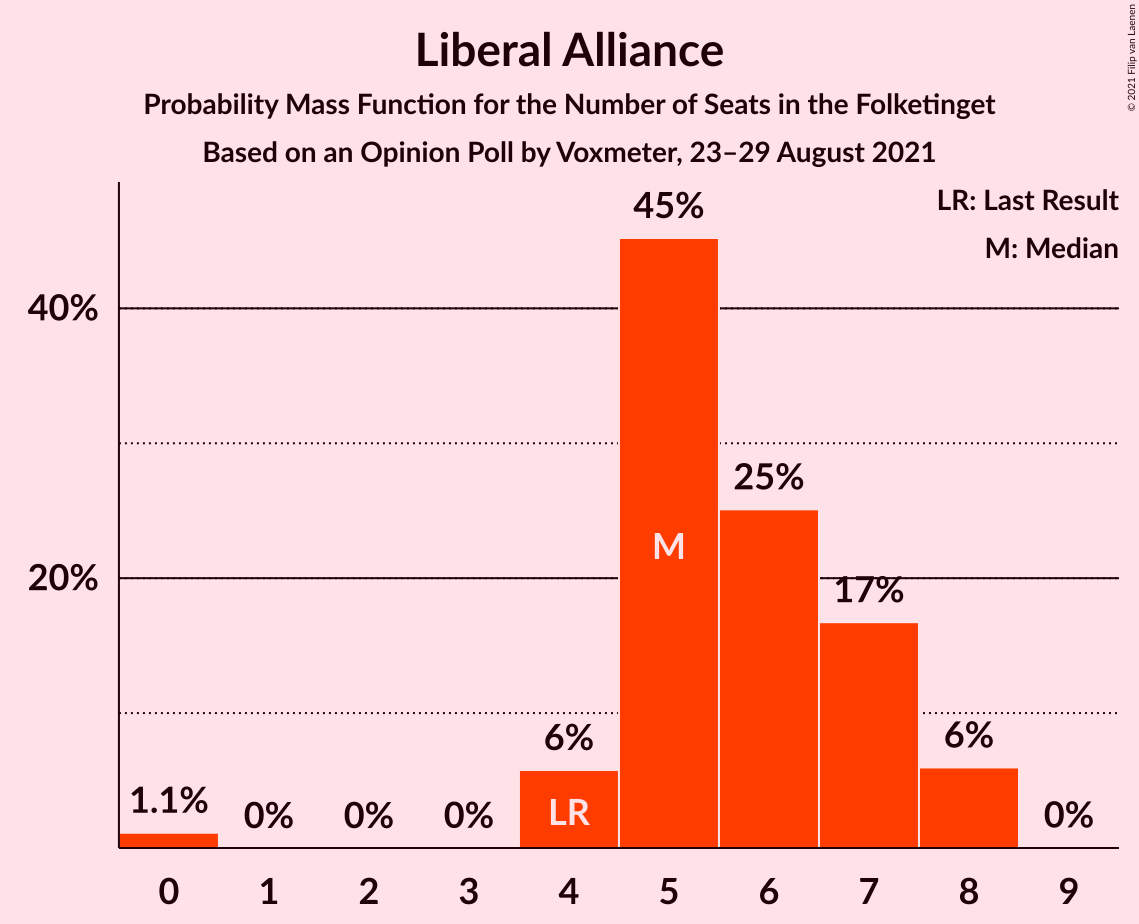 Liberal Alliance
Probability Mass Function for the Number of Seats in the Folketinget
Based on an Opinion Poll by Voxmeter, 23–29 August 2021
© 2021 Filip van Laenen
LR: Last Result
M: Median
40%
20%
1.1%
0%
0%
0%
6%
45%
25%
17%
6%
0%
LR
M
0 1 2 3 4 5 6 7 8 9